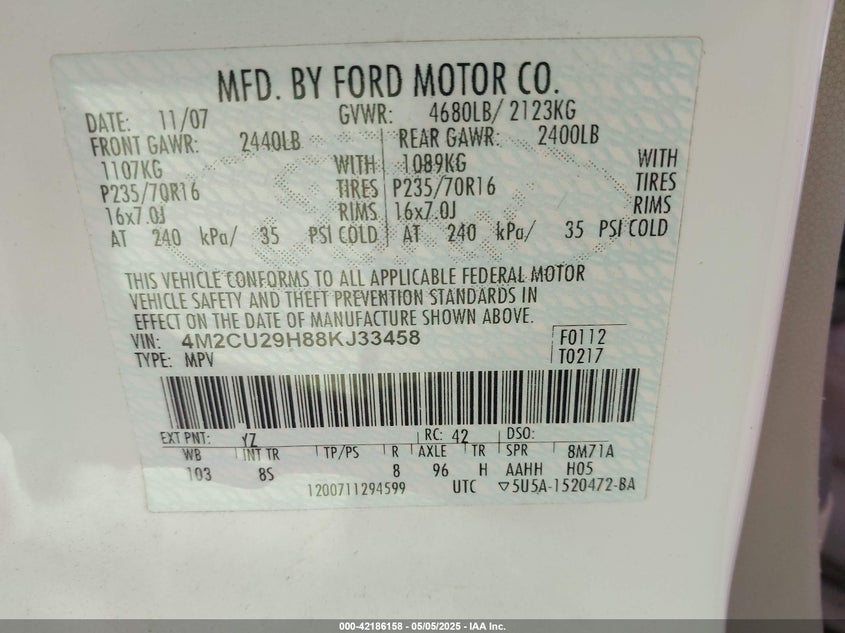 MFD. BY FORD MOTOR CO.
DATE: 11/07 GVWR: 4680LB/ 2123KG
FRONT GAWR: 2440LB REAR GAWR: 2400LB
1107KG WITH 1089KG WITH
P235/70R16 TIRES P235/70R16 TIRES
16x7.0J RIMS 16x7.0J RIMS
AT 240 kPa/ 35 PSI COLD AT 240 kPa/ 35 PSI COLD
THIS VEHICLE CONFORMS TO ALL APPLICABLE FEDERAL MOTOR
VEHICLE SAFETY AND THEFT PREVENTION STANDARDS IN
EFFECT ON THE DATE OF MANUFACTURE SHOWN ABOVE.
VIN: 4M2CU29H88KJ33458 F0112
TYPE: MPV T0217
EXT PNT: YZ RC: 42 DSO:
WB INT TR TP/PS R AXLE TR SPR 8M71A
103 8S 8 96 H AAHH H05
1200711294599 UTC ▽5U5A-1520472-BA
000-42186158 - 05/05/2025 - IAA Inc.